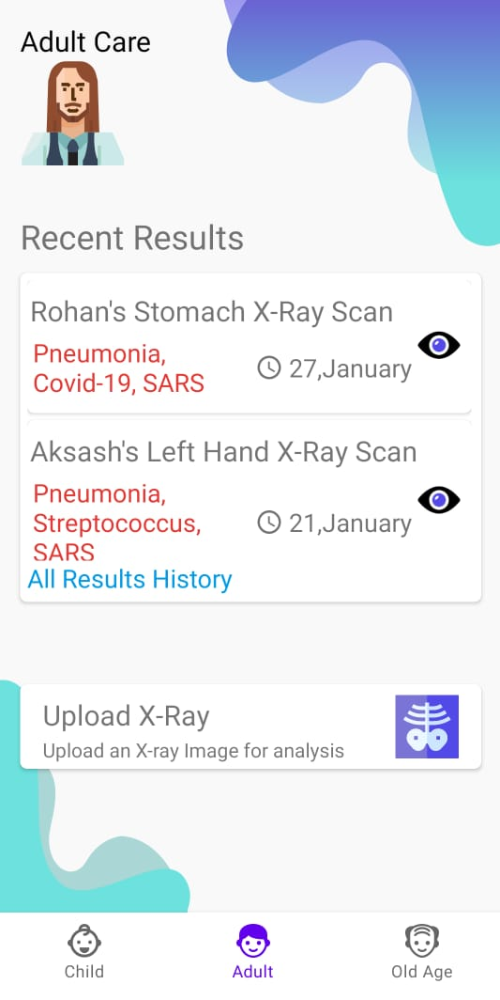 Adult Care
Recent Results
Rohan's Stomach X-Ray Scan
Pneumonia,
Covid-19, SARS
27,January
Aksash's Left Hand X-Ray Scan
Pneumonia,
Streptococcus,
SARS
21,January
All Results History
Upload X-Ray
Upload an X-ray Image for analysis
Child
Adult
Old Age